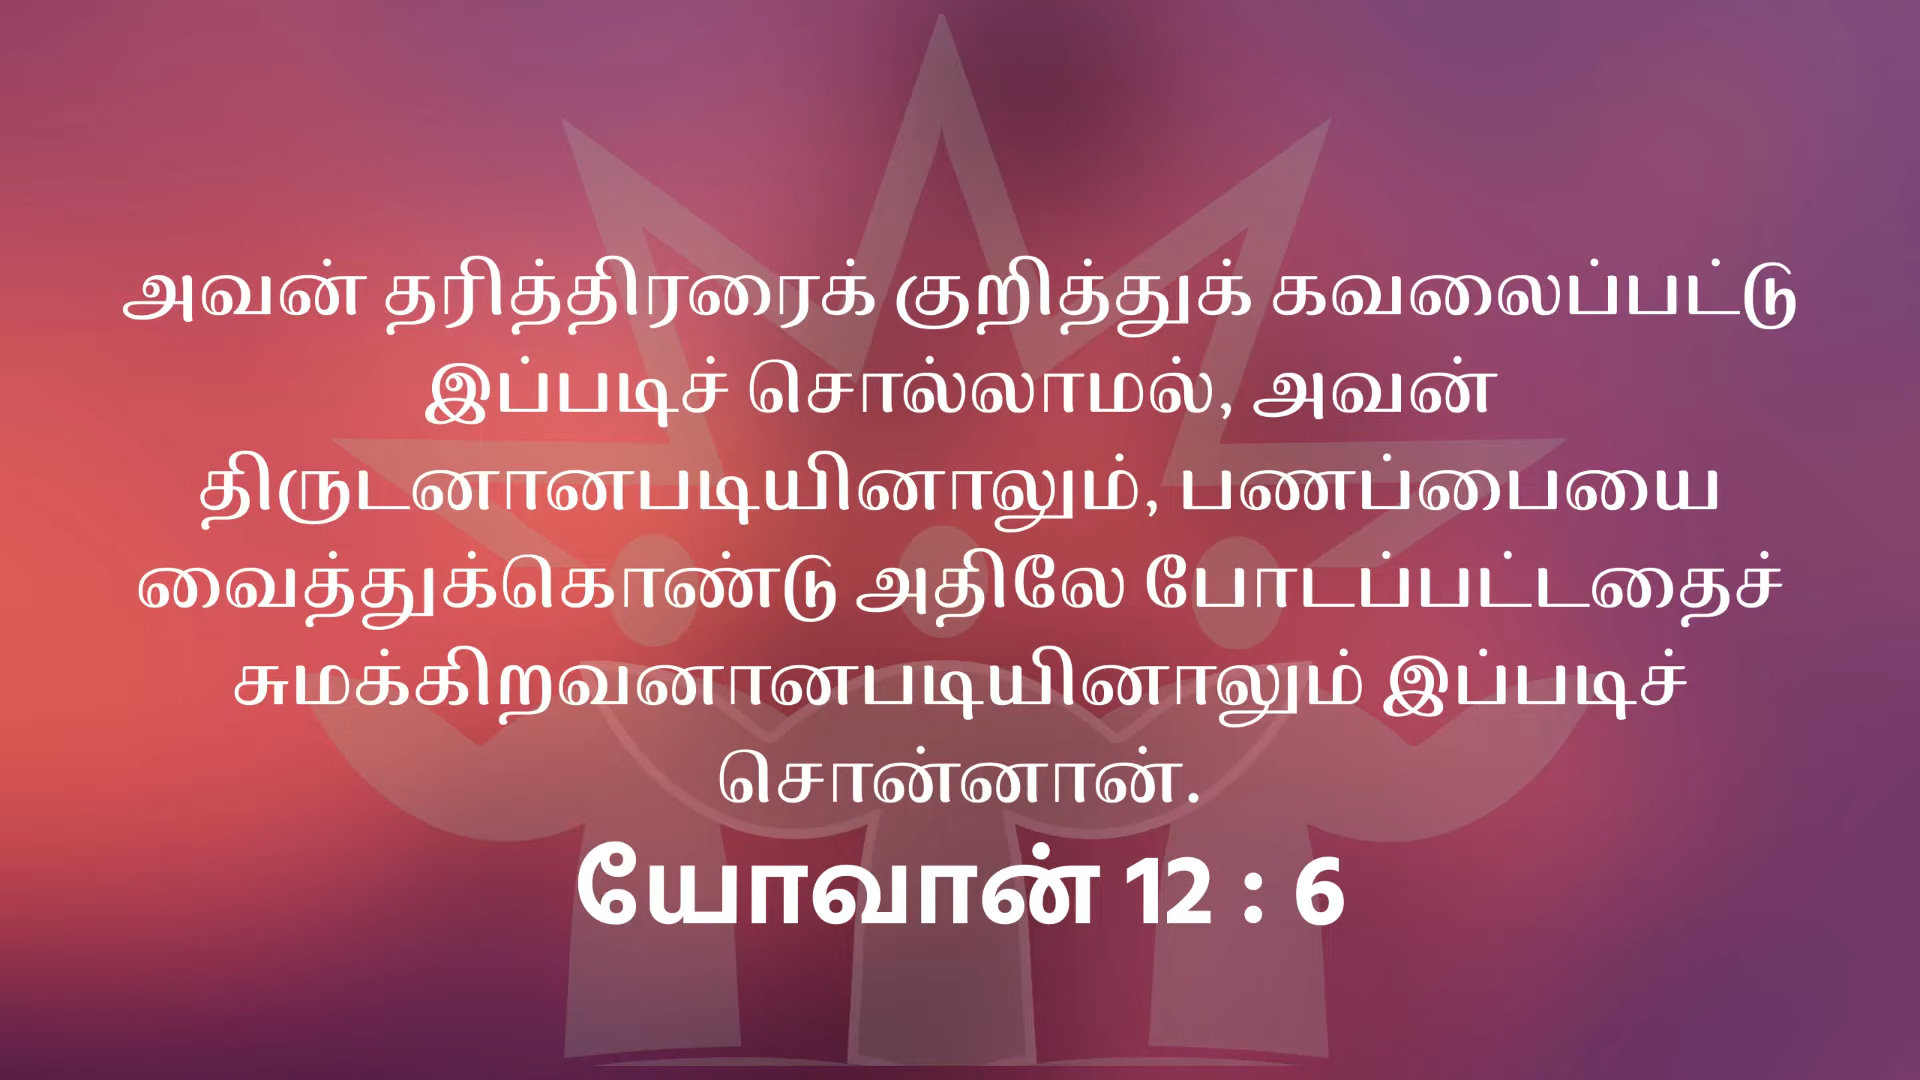 அவன் தரித்திரரைக் குறித்துக் கவலைப்பட்டு
இப்படிச் சொல்லாமல், அவன்
திருடனானபடியினாலும், பணப்பையை
வைத்துக்கொண்டு அதிலே போடப்பட்டதைச்
சுமக்கிறவனானபடியினாலும் இப்படிச்
சொன்னான்.
யோவான் 12 : 6